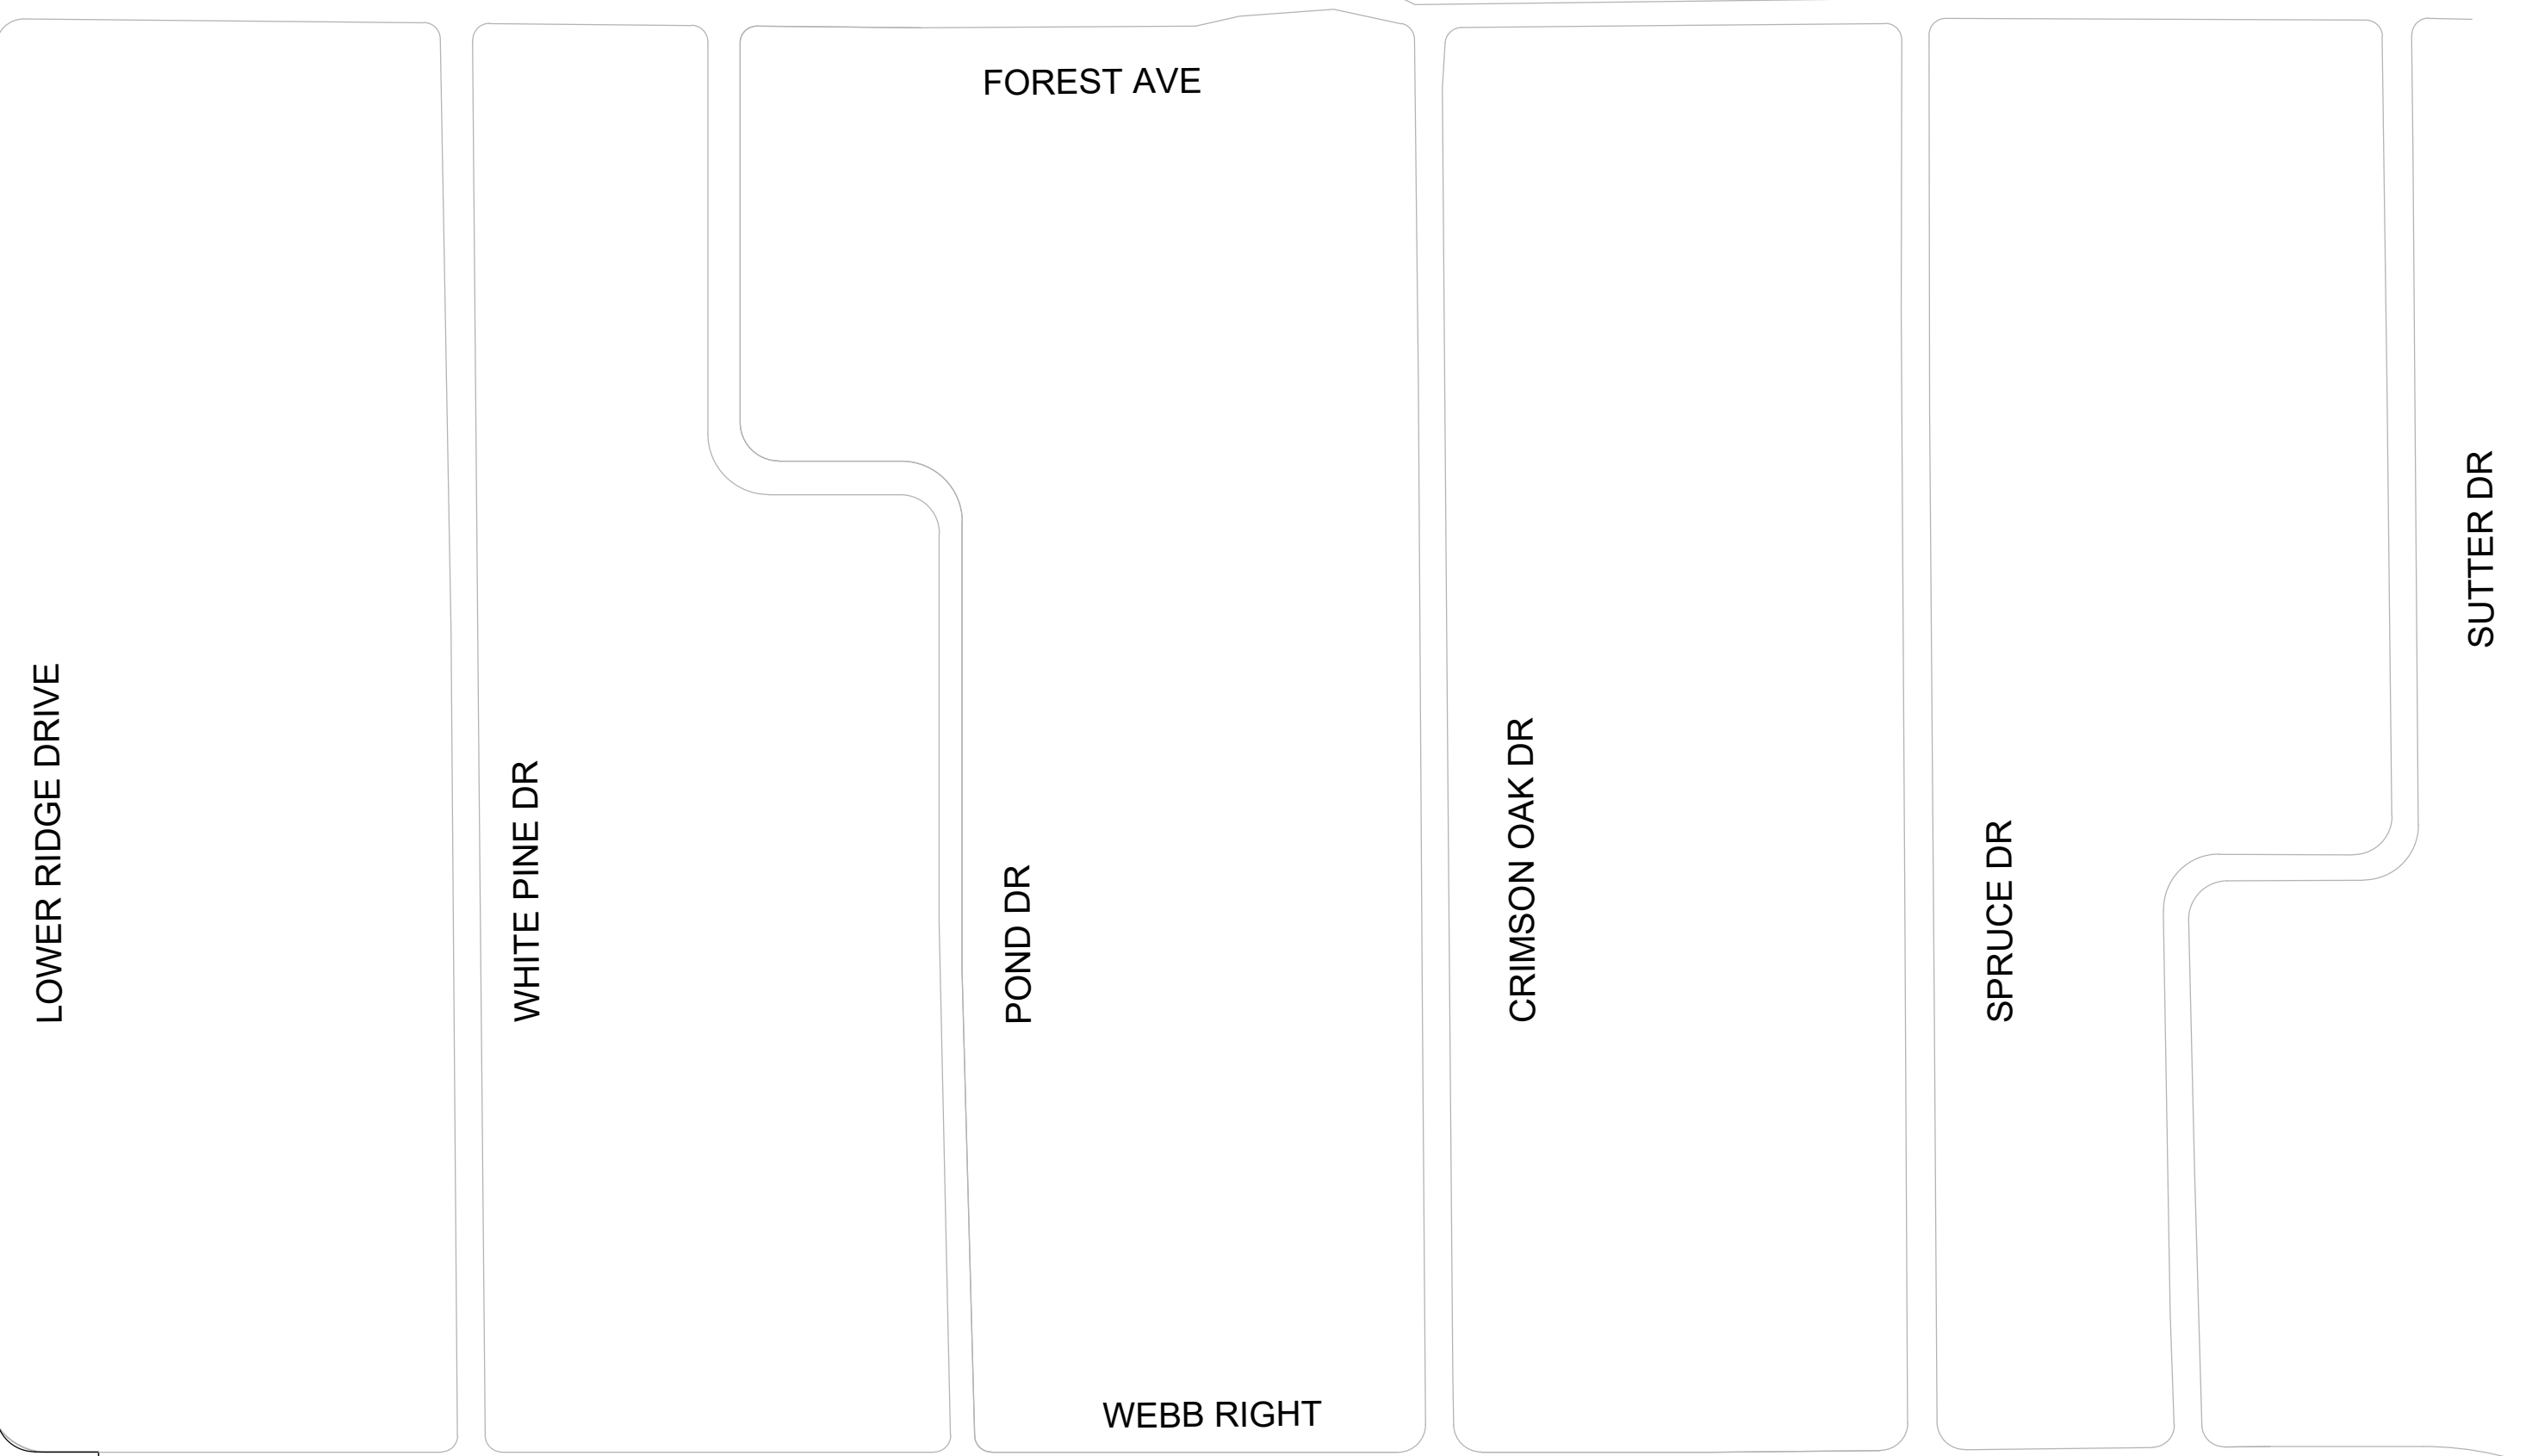 FOREST AVE
LOWER RIDGE DRIVE
WHITE PINE DR
POND DR
CRIMSON OAK DR
SPRUCE DR
SUTTER DR
WEBB RIGHT